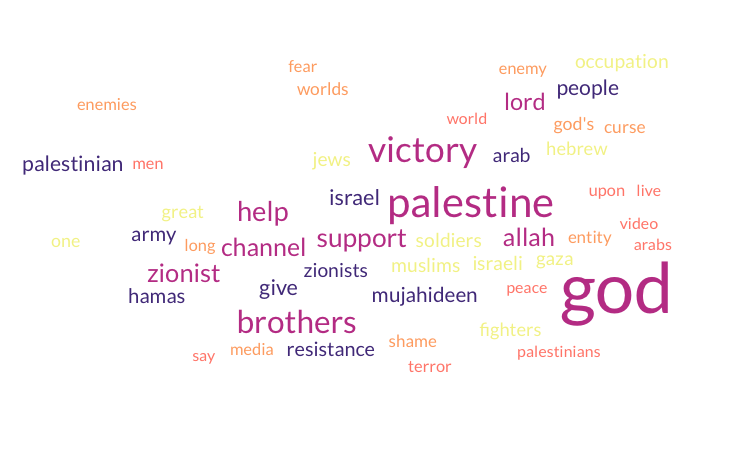 fear
enemy
occupation
worlds
people
enemies
lord
world
god's
curse
victory
arab
hebrew
palestinian
men
jews
israel
palestine
upon
live
great
help
video
one
army
long
channel
support
soldiers
allah
entity
arabs
zionist
zionists
muslims
israeli
gaza
hamas
give
mujahideen
peace
god
brothers
fighters
say
media
resistance
shame
palestinians
terror